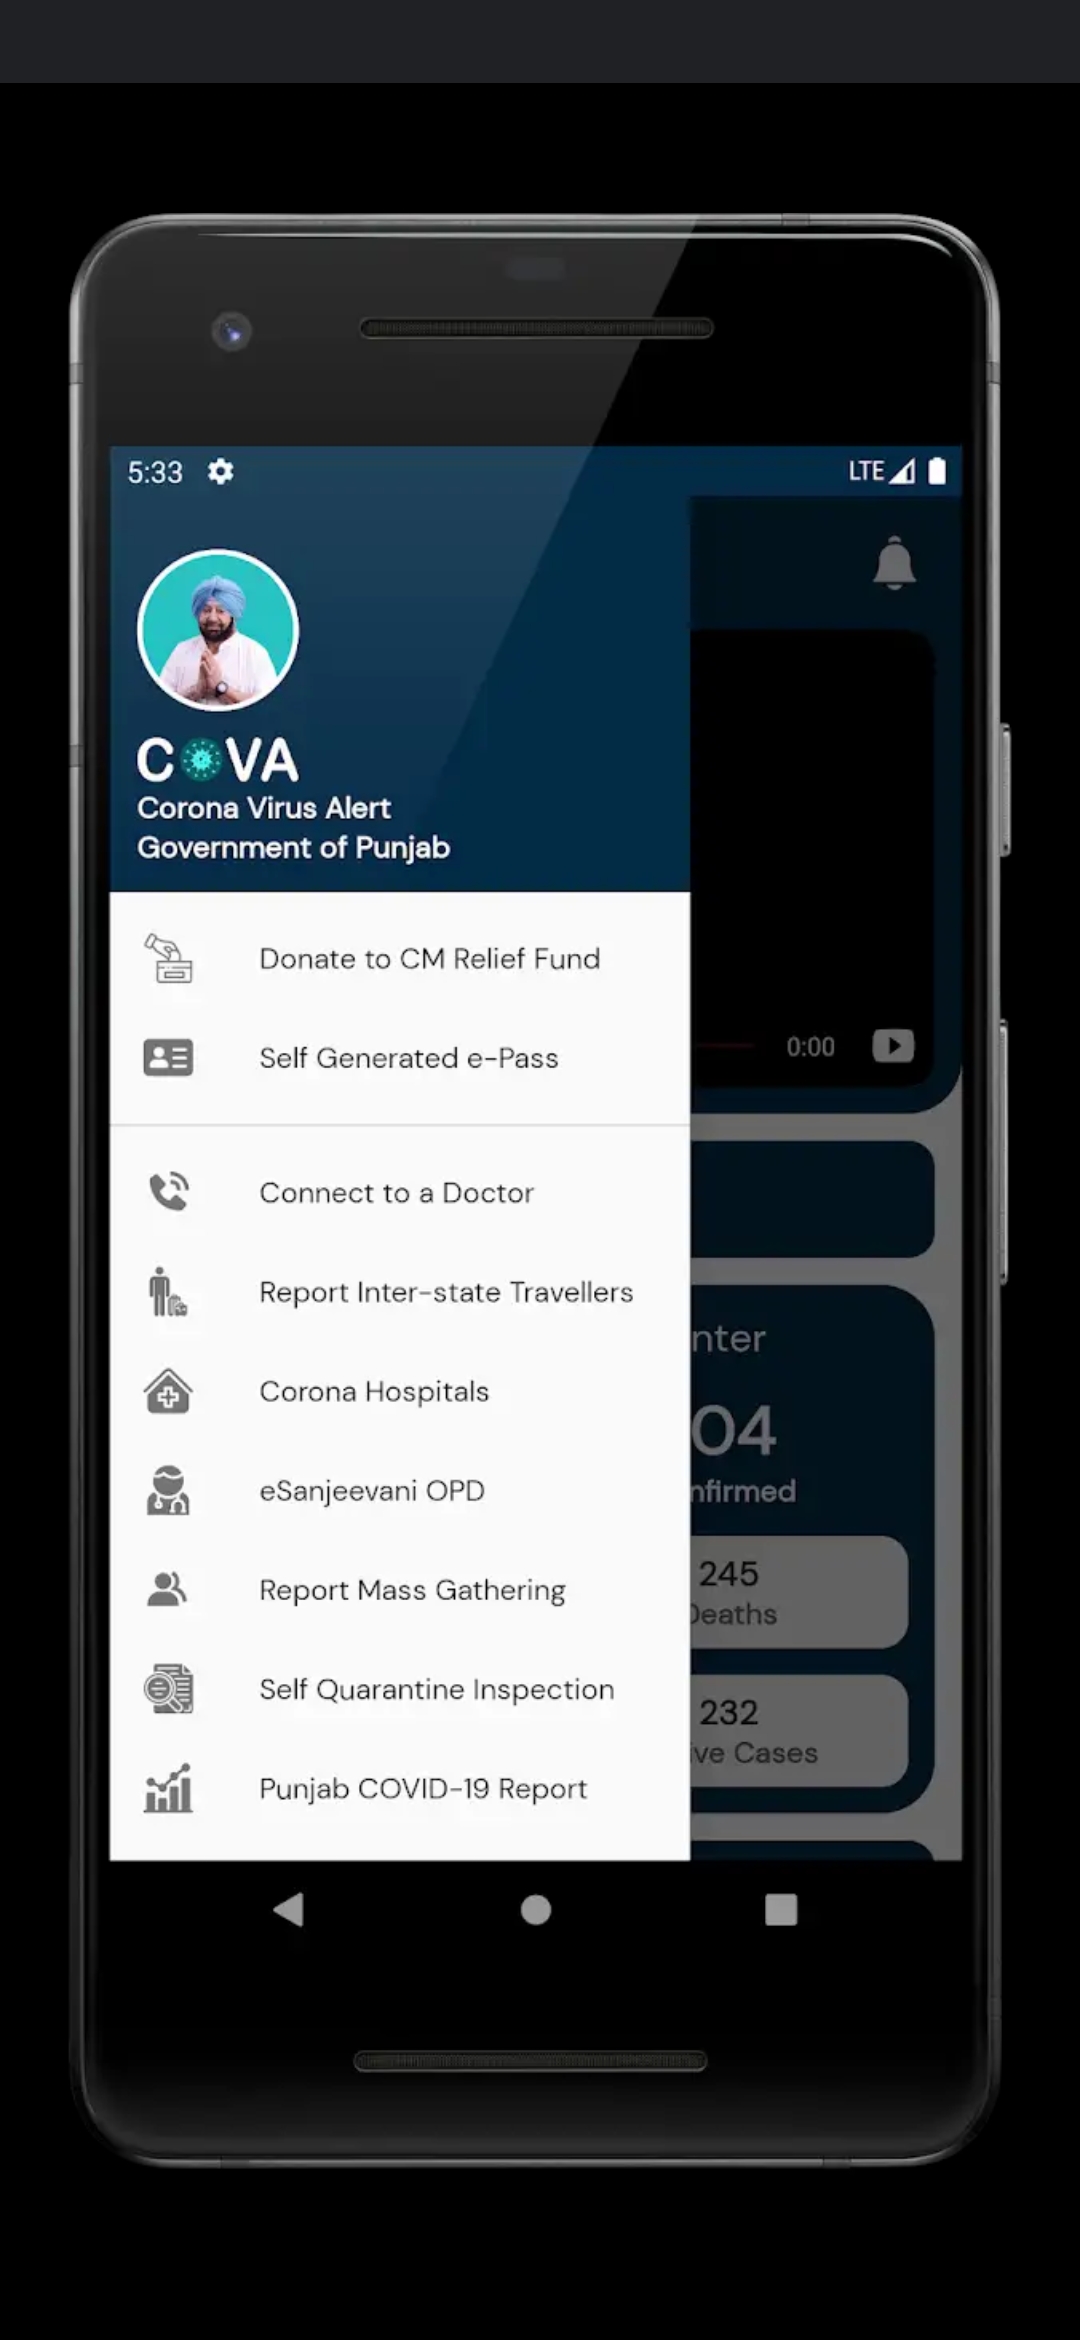 5:33
LTE
COVA
Corona Virus Alert
Government of Punjab
Donate to CM Relief Fund
Self Generated e-Pass
0:00
Connect to a Doctor
Report Inter-state Travellers
nter
Corona Hospitals
04
eSanjeevani OPD
nfirmed
245
Report Mass Gathering
Deaths
Self Quarantine Inspection
232
ive Cases
Punjab COVID-19 Report